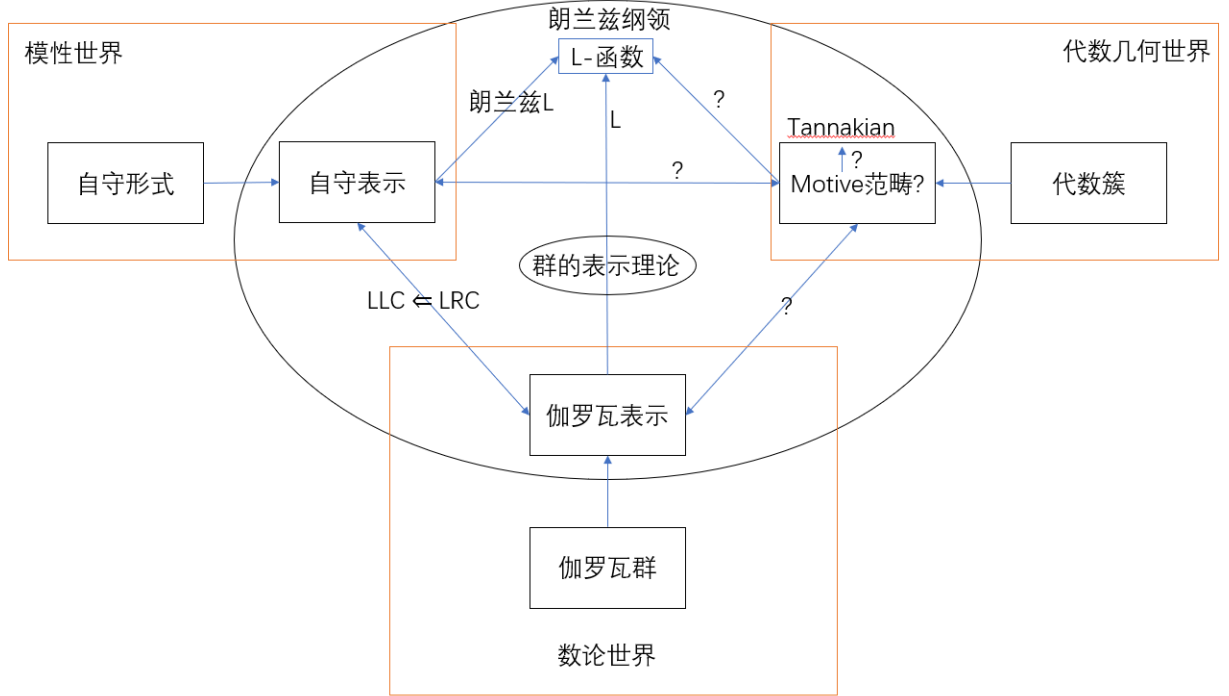 朗兰兹纲领
L-函数
模性世界
代数几何世界
朗兰兹L
L
?
Tannakian
?
自守形式
自守表示
?
Motive范畴?
代数簇
群的表示理论
LLC ⇐ LRC
?
伽罗瓦表示
伽罗瓦群
数论世界